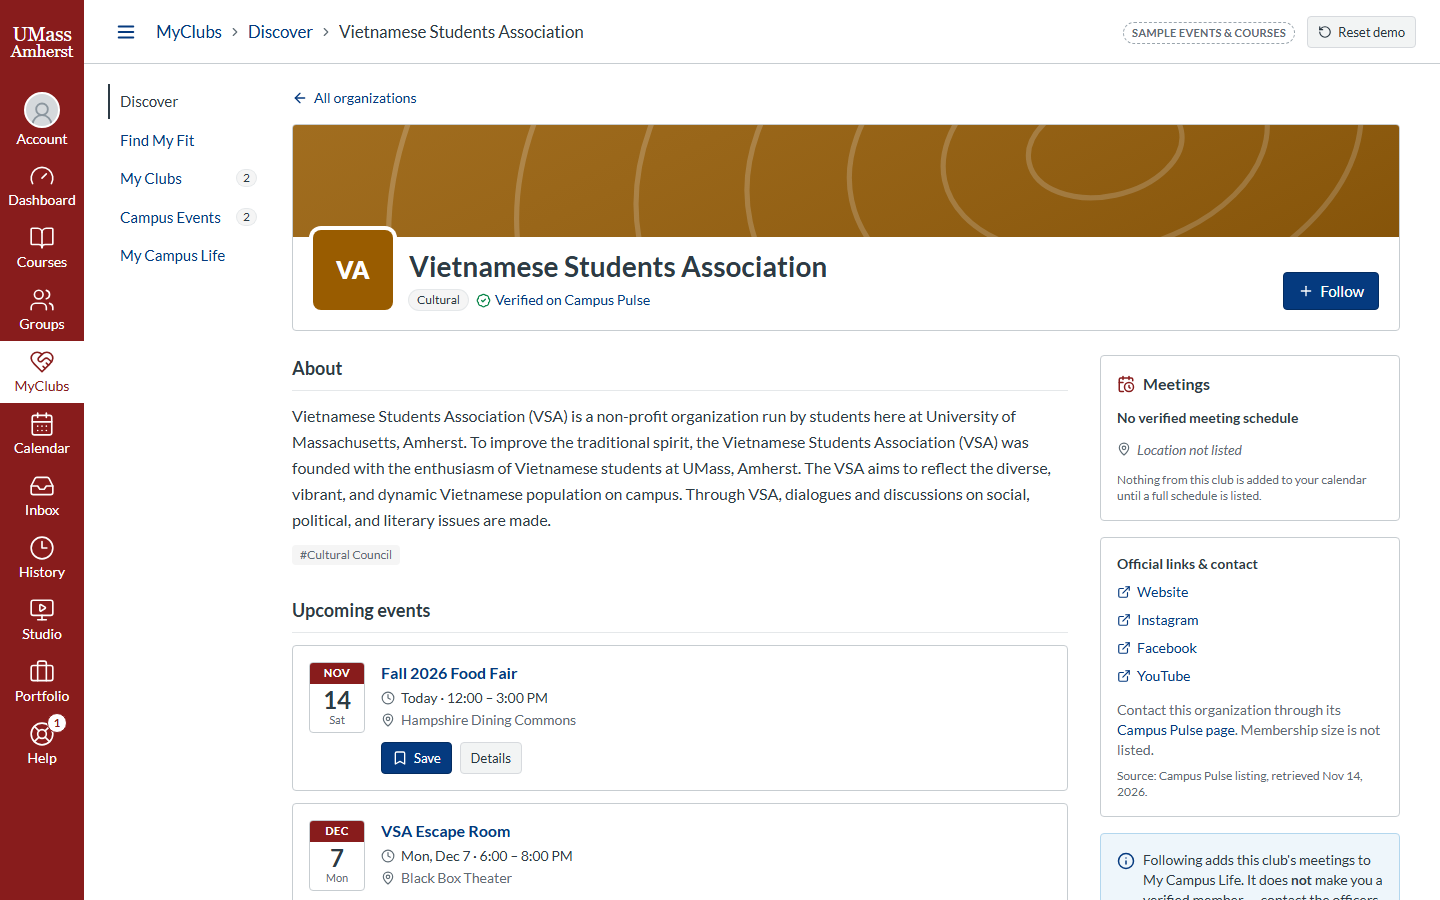 UMass
Amherst
Account
Dashboard
Courses
Groups
MyClubs
Calendar
Inbox
History
Studio
Portfolio
1
Help
MyClubs > Discover > Vietnamese Students Association
SAMPLE EVENTS & COURSES
Reset demo
Discover
Find My Fit
My Clubs 2
Campus Events 2
My Campus Life
All organizations
VA
Vietnamese Students Association
Cultural
Verified on Campus Pulse
+ Follow
About
Vietnamese Students Association (VSA) is a non-profit organization run by students here at University of
Massachusetts, Amherst. To improve the traditional spirit, the Vietnamese Students Association (VSA) was
founded with the enthusiasm of Vietnamese students at UMass, Amherst. The VSA aims to reflect the diverse,
vibrant, and dynamic Vietnamese population on campus. Through VSA, dialogues and discussions on social,
political, and literary issues are made.
#Cultural Council
Upcoming events
NOV
14
Sat
Fall 2026 Food Fair
Today · 12:00 – 3:00 PM
Hampshire Dining Commons
Save
Details
DEC
7
Mon
VSA Escape Room
Mon, Dec 7 · 6:00 – 8:00 PM
Black Box Theater
Meetings
No verified meeting schedule
Location not listed
Nothing from this club is added to your calendar
until a full schedule is listed.
Official links & contact
Website
Instagram
Facebook
YouTube
Contact this organization through its
Campus Pulse page. Membership size is not
listed.
Source: Campus Pulse listing, retrieved Nov 14,
2026.
Following adds this club's meetings to
My Campus Life. It does not make you a
verified member — contact the officers